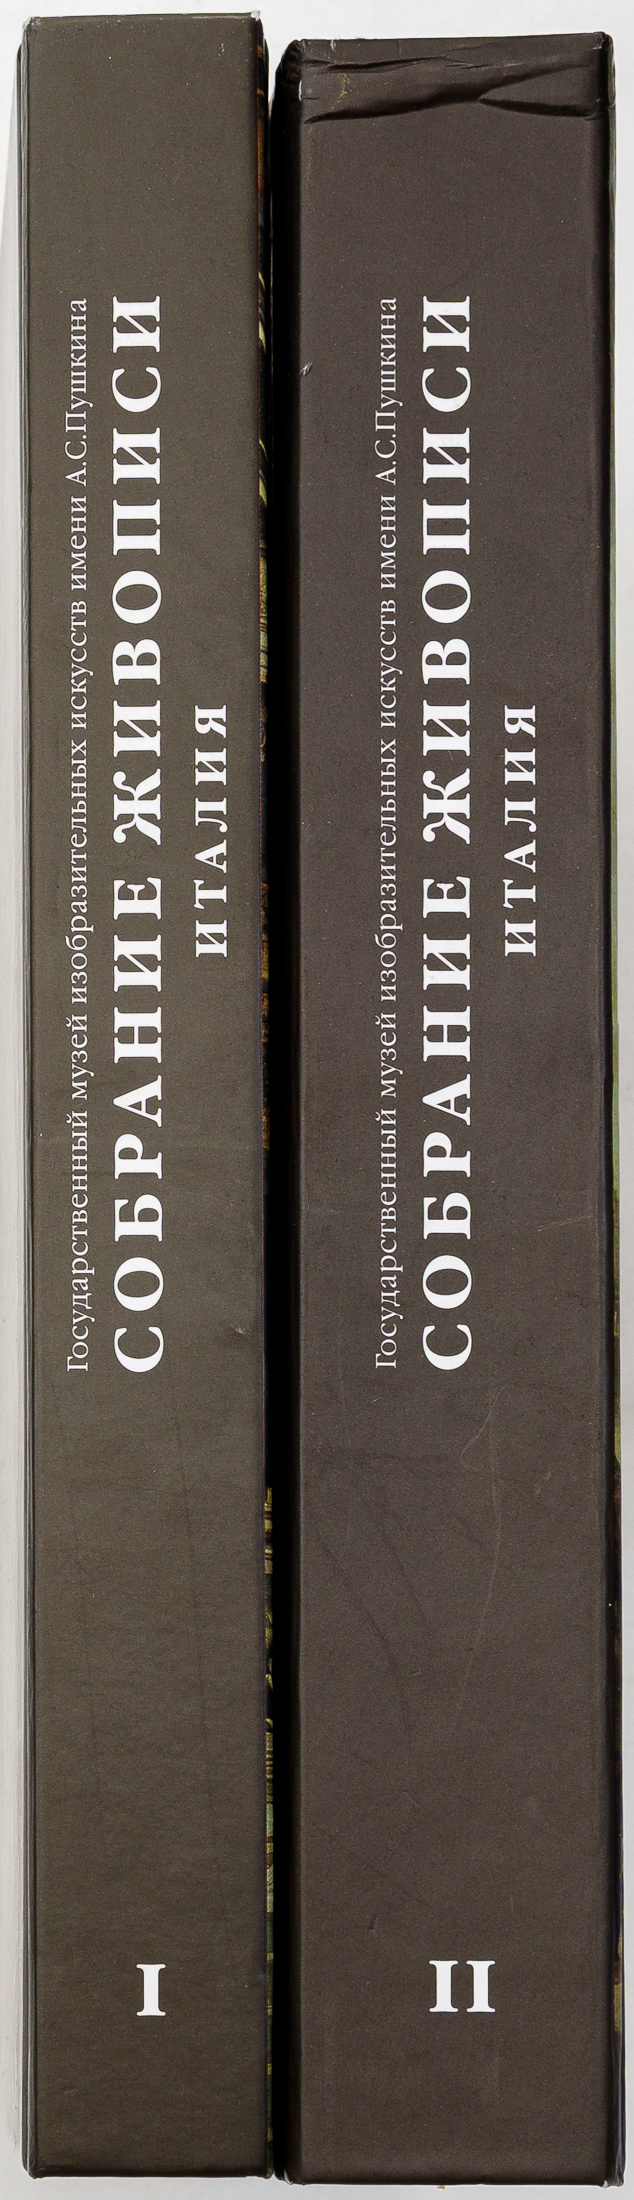 Государственный музей изобразительных искусств имени А.С.Пушкина
СОБРАНИЕ ЖИВОПИСИ
ИТАЛИЯ
I
Государственный музей изобразительных искусств имени А.С.Пушкина
СОБРАНИЕ ЖИВОПИСИ
ИТАЛИЯ
II